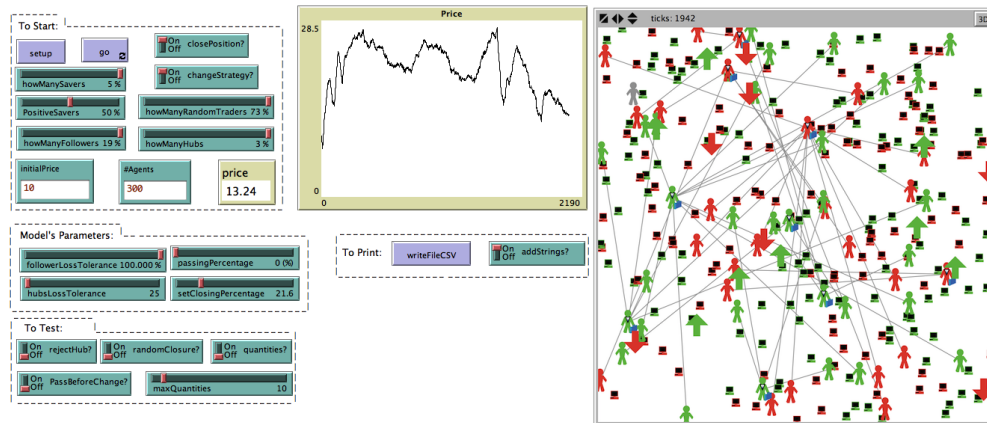 To Start:
setup
go
On
Off
closePosition?
On
Off
changeStrategy?
howManySavers 5 %
PositiveSavers 50 %
howManyRandomTraders 73 %
howManyFollowers 19 %
howManyHubs 3 %
initialPrice
10
#Agents
300
price
13.24
Price
28.5
0
0
2190
Model's Parameters:
followerLossTolerance 100.000 %
passingPercentage 0 (%)
hubsLossTolerance 25
setClosingPercentage 21.6
To Print:
writeFileCSV
On
Off
addStrings?
To Test:
On
Off
rejectHub?
On
Off
randomClosure?
On
Off
quantities?
On
Off
PassBeforeChange?
maxQuantities 10
ticks: 1942
3D